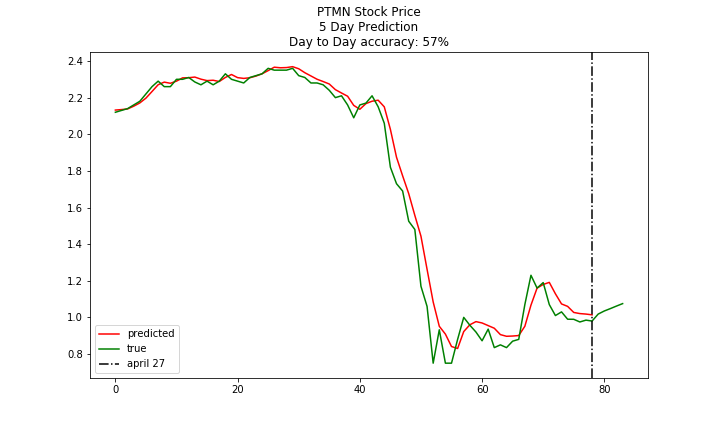 PTMN Stock Price
5 Day Prediction
Day to Day accuracy: 57%
2.4
2.2
2.0
1.8
1.6
1.4
1.2
1.0
0.8
predicted
true
april 27
0 20 40 60 80